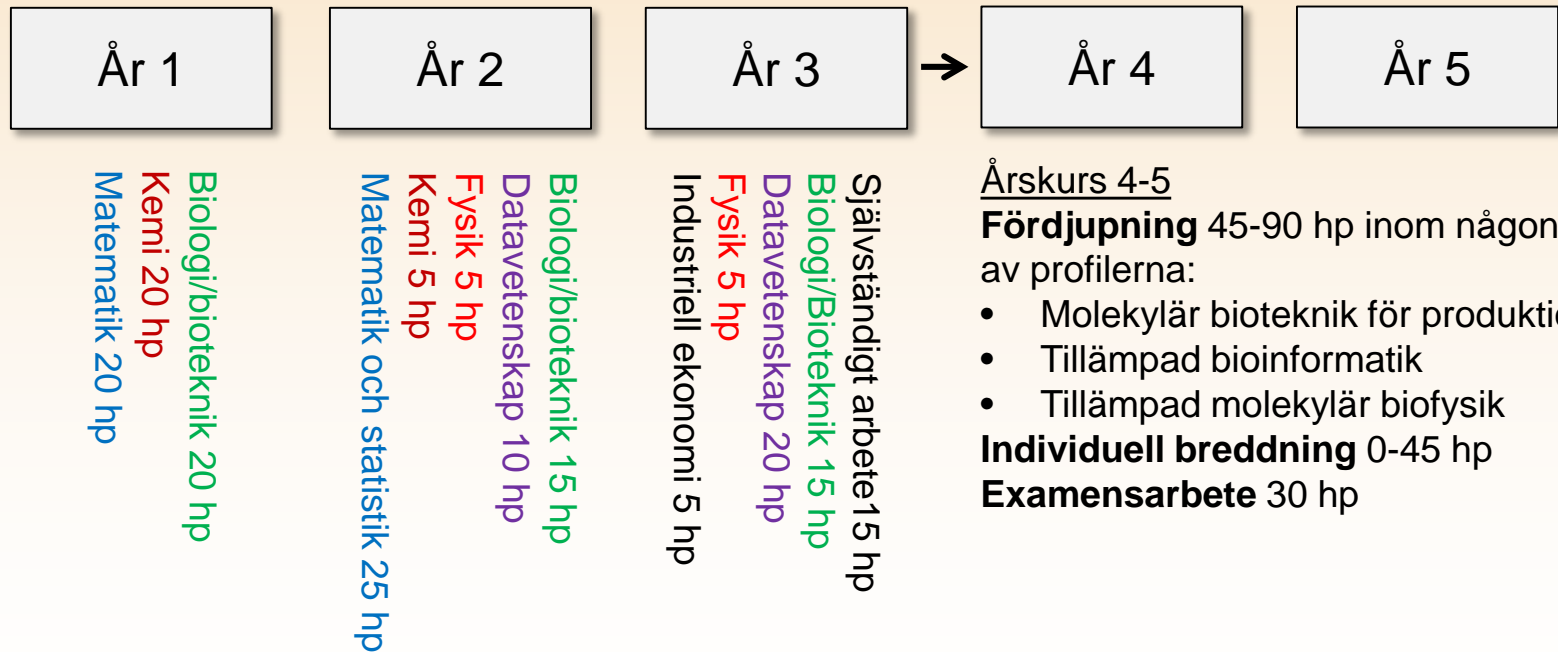 År 1
År 2
År 3
År 4
År 5
Biologi/bioteknik 20 hp
Kemi 20 hp
Matematik 20 hp
Biologi/bioteknik 15 hp
Datavetenskap 10 hp
Fysik 5 hp
Kemi 5 hp
Matematik och statistik 25 hp
Självständigt arbete15 hp
Biologi/Bioteknik 15 hp
Datavetenskap 20 hp
Fysik 5 hp
Industriell ekonomi 5 hp
Årskurs 4-5
Fördjupning 45-90 hp inom någon
av profilerna:
• Molekylär bioteknik för
• Tillämpad bioinformatik
• Tillämpad molekylär biofysik
Individuell breddning 0-45 hp
Examensarbete 30 hp